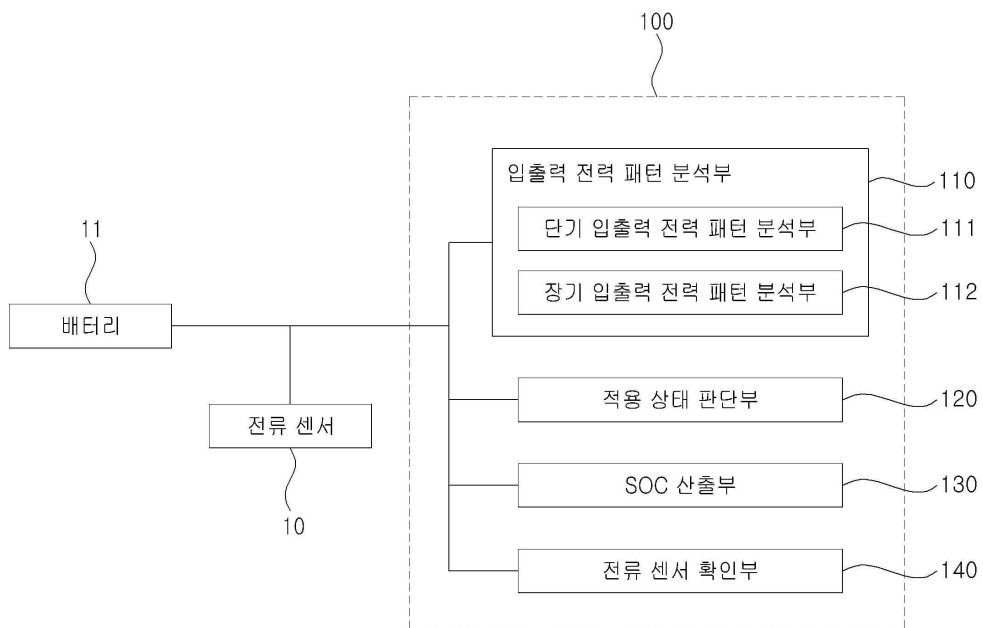 100
입출력 전력 패턴 분석부
110
단기 입출력 전력 패턴 분석부
111
장기 입출력 전력 패턴 분석부
112
11
배터리
적용 상태 판단부
120
전류 센서
10
SOC 산출부
130
전류 센서 확인부
140